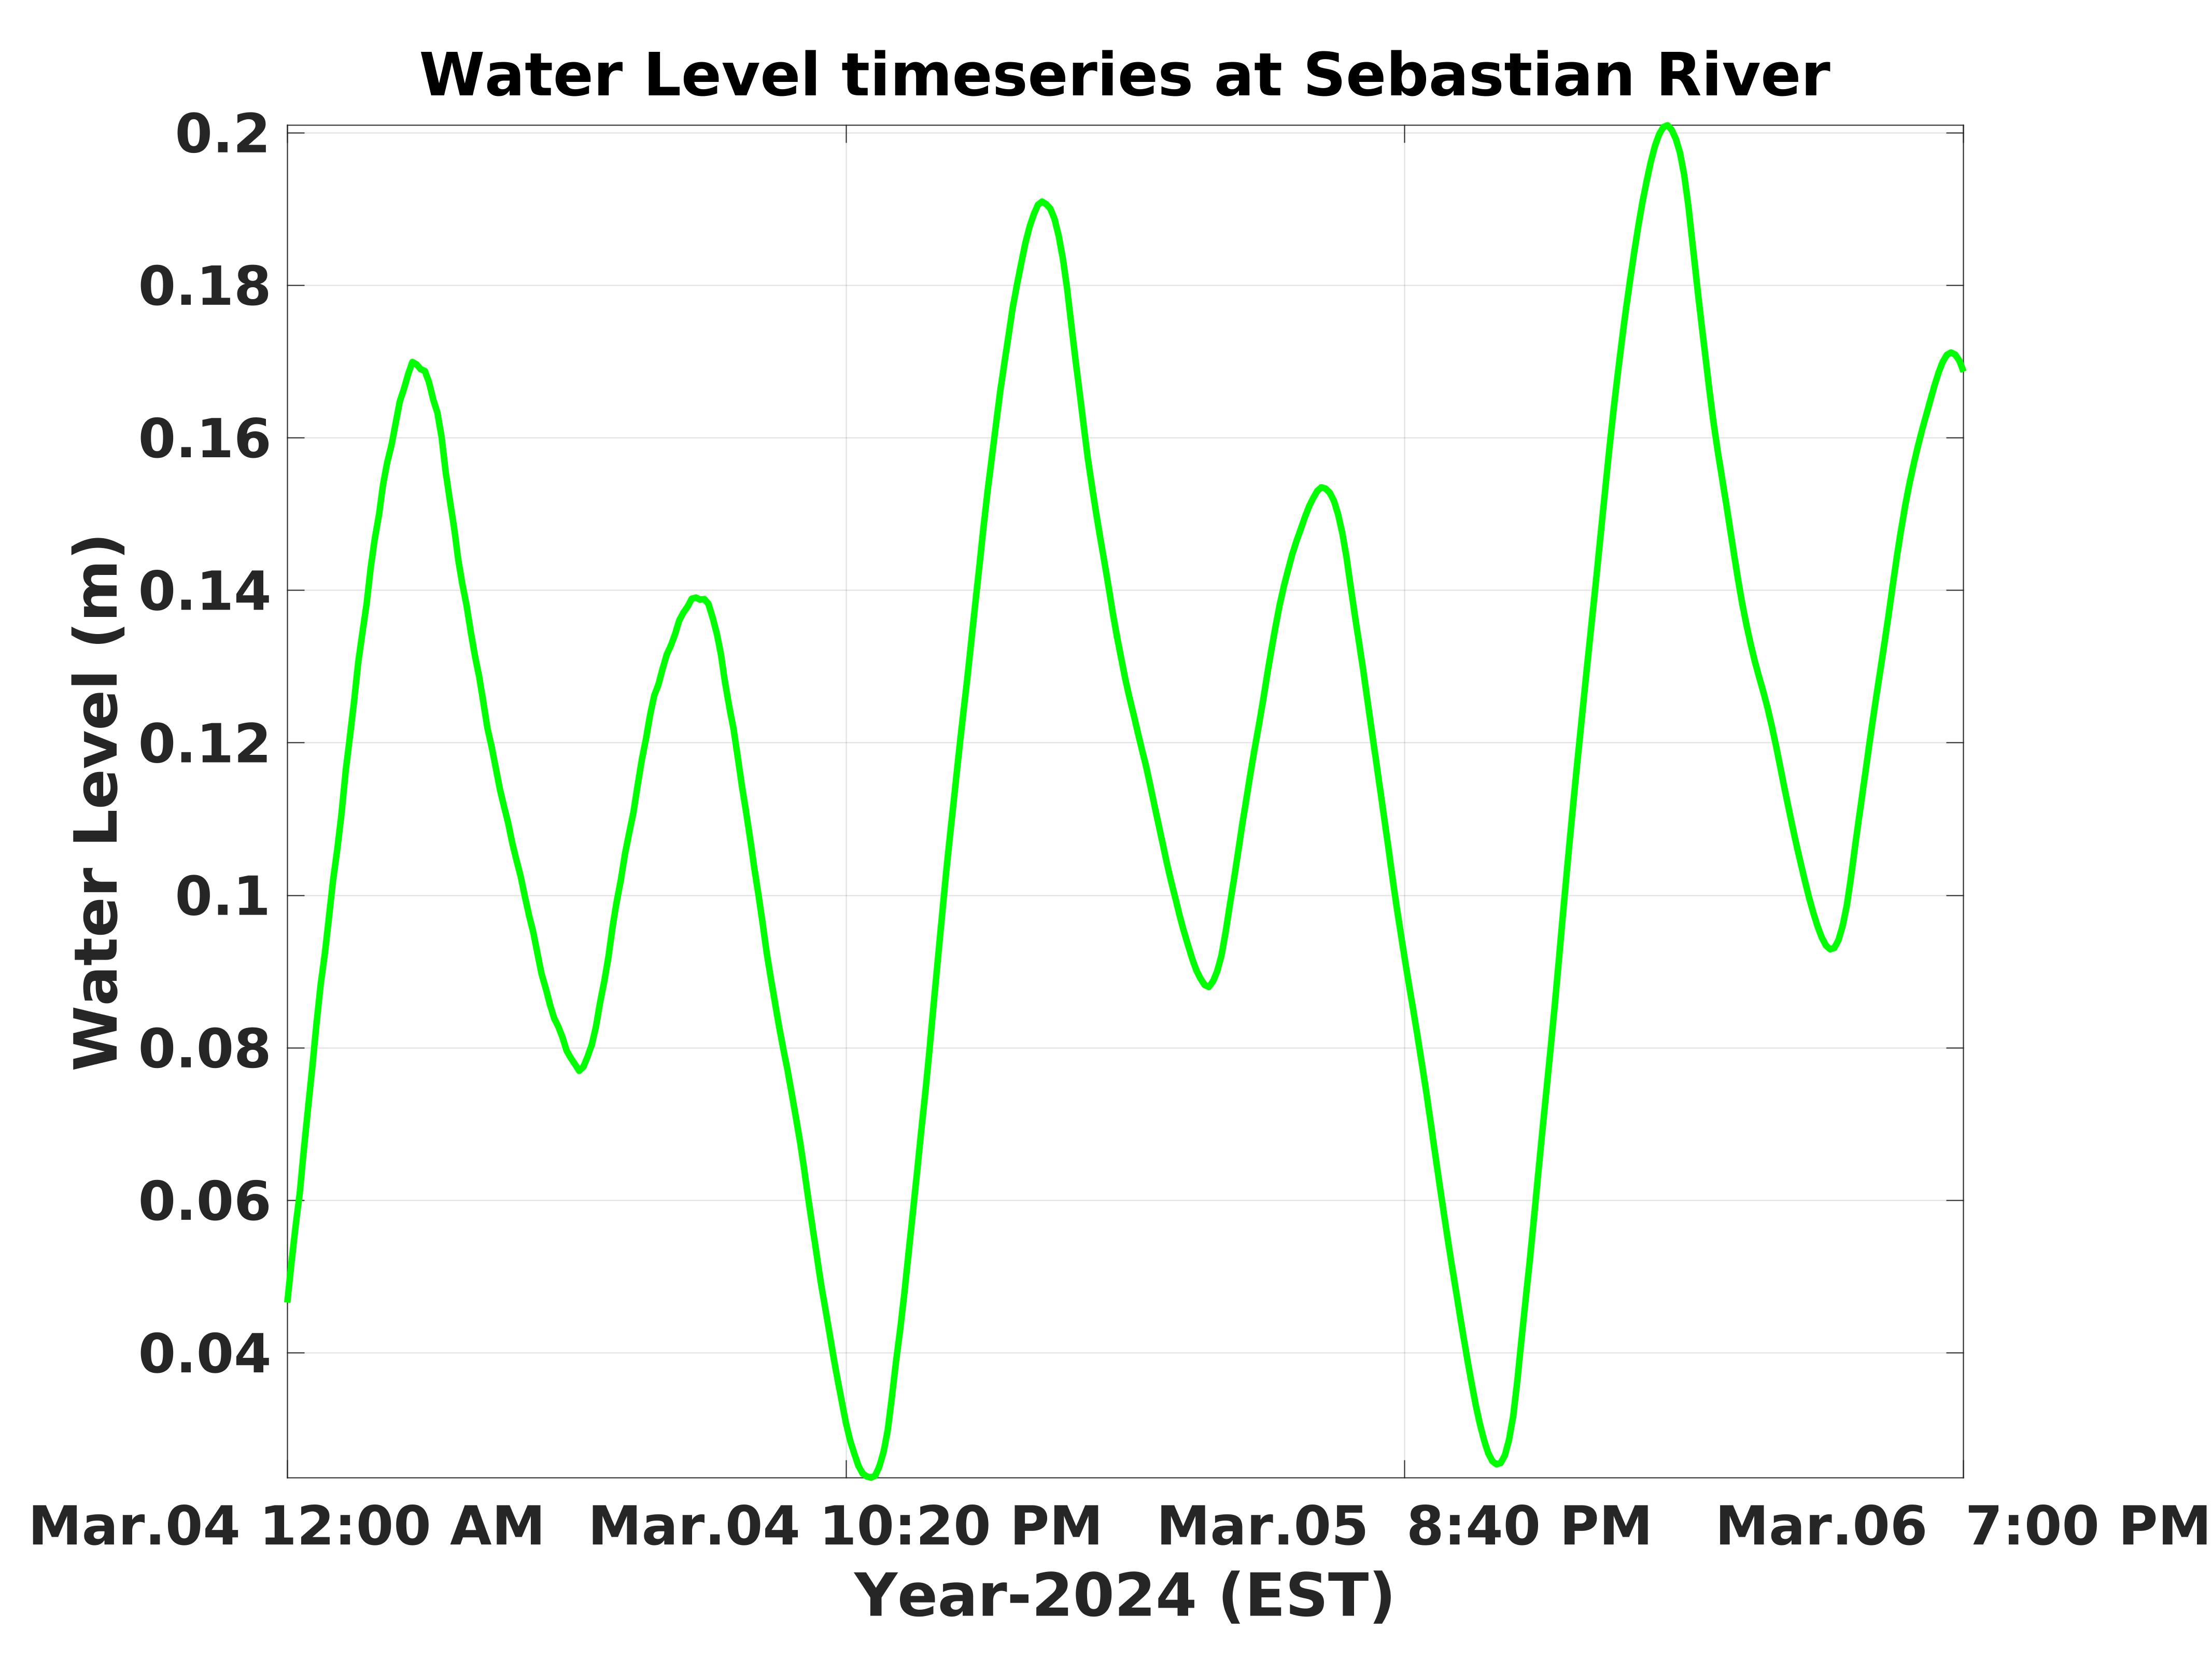 Water Level timeseries at Sebastian River
0.2
0.18
0.16
0.14
0.12
0.1
0.08
0.06
0.04
Water Level (m)
Mar.04 12:00 AM Mar.04 10:20 PM Mar.05 8:40 PM Mar.06 7:00 PM
Year-2024 (EST)